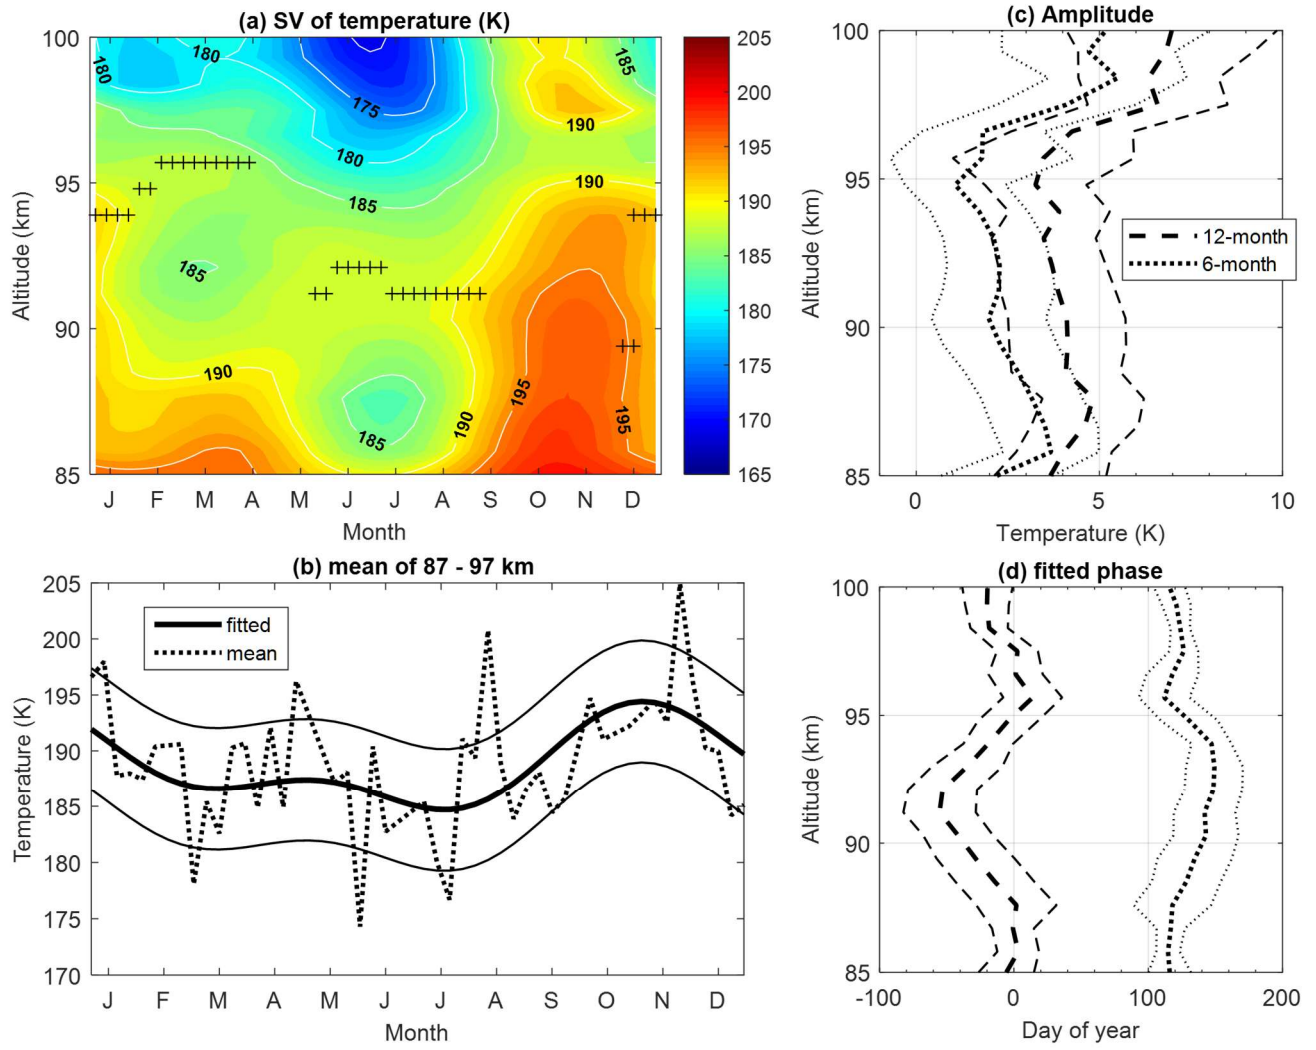 (a) SV of temperature (K)
100
95
90
85
Altitude (km)
180
180
175
180
185
185
190
190
185
190
190
195
185
195
J F M A M J J A S O N D
Month
205
200
195
190
185
180
175
170
165
(c) Amplitude
100
95
90
85
Altitude (km)
12-month
6-month
0 5 10
Temperature (K)
(b) mean of 87 - 97 km
205
200
195
190
185
180
175
170
Temperature (K)
fitted
mean
J F M A M J J A O N D
Month
(d) fitted phase
100
95
90
85
Altitude (km)
-100 0 100 200
Day of year